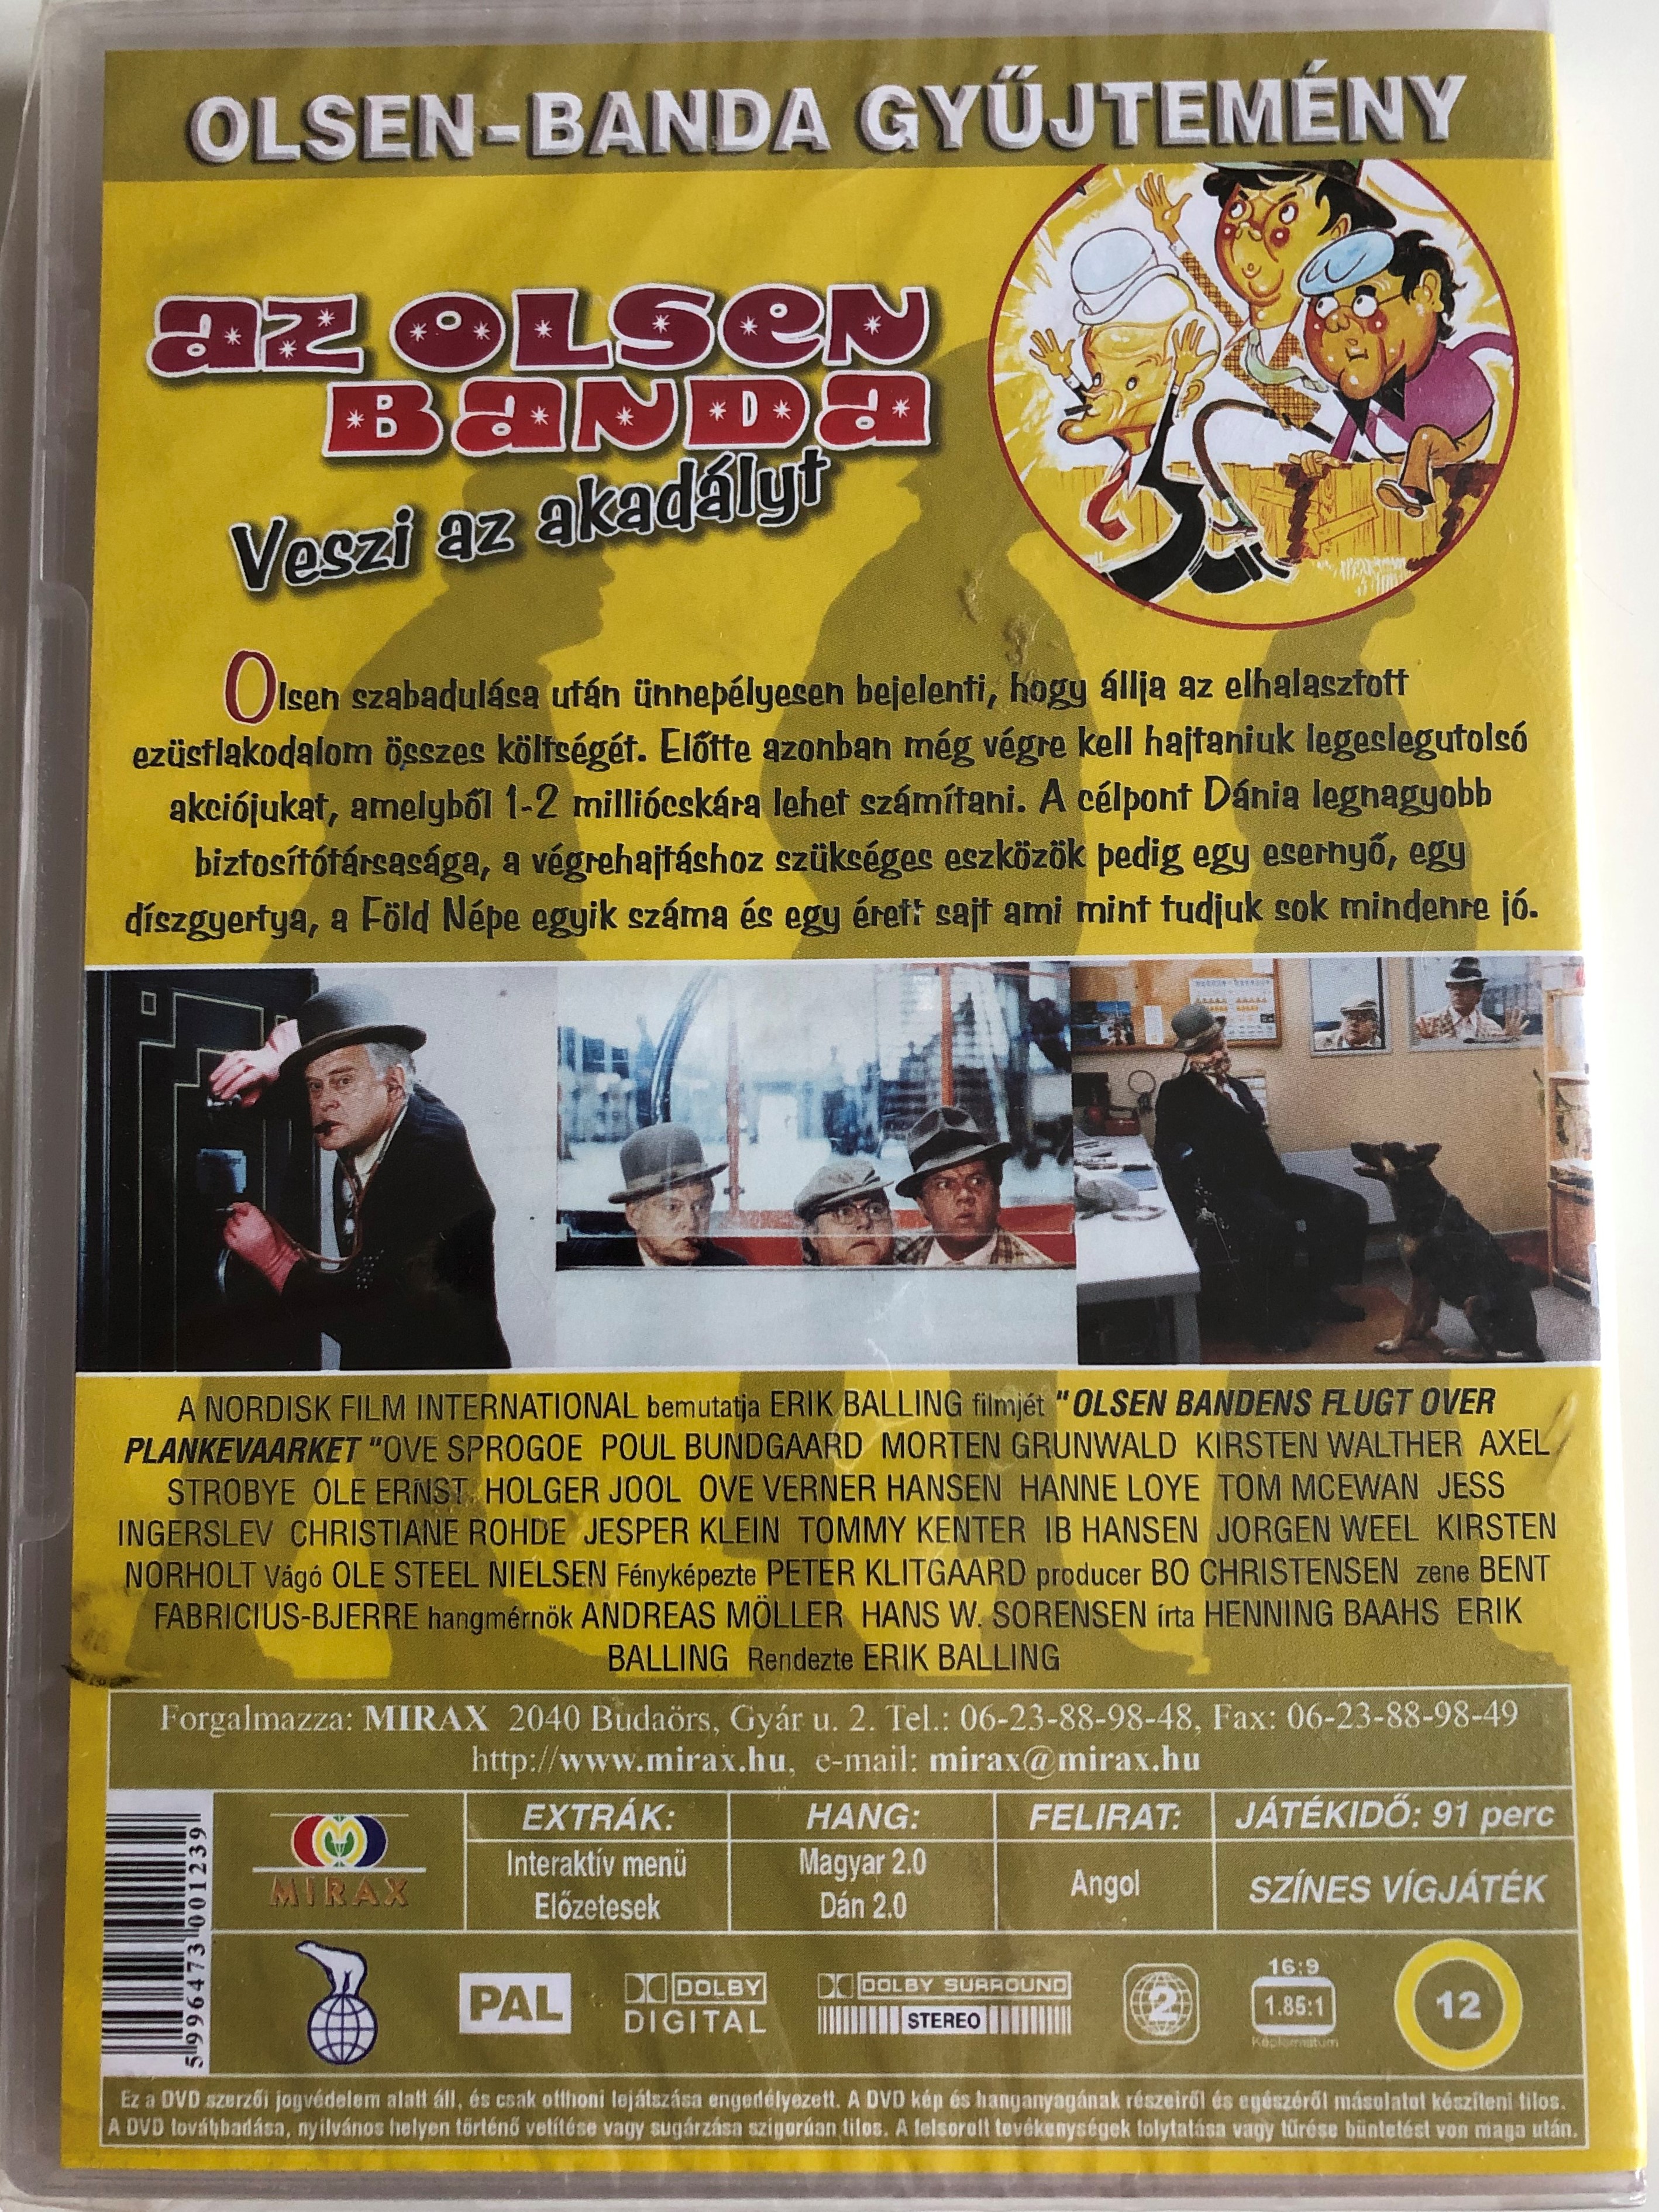 OLSEN-BANDA GYŰJTEMÉNY
az OLSen
BanDa
Veszi az akadályt
Olsen szabadulása után ünnepélyesen bejelenti, hogy állja az elhalasztott
ezüstlakodalom összes költségét. Előtte azonban még végre kell hajtaniuk legeslegutolsó
akciójukat, amelyből 1-2 milliócskára lehet számítani. A célpont Dánia legnagyobb
biztosítótársasága, a végrehajtáshoz szükséges eszközök pedig egy esernyő, egy
díszgyertya, a Föld Népe egyik száma és egy érett sajt ami mint tudjuk sok mindenre jó.
A NORDISK FILM INTERNATIONAL bemutatja ERIK BALLING filmjét "OLSEN BANDENS FLUGT OVER
PLANKEVAARKET "OVE SPROGOE POUL BUNDGAARD MORTEN GRUNWALD KIRSTEN WALTHER AXEL
STROBYE OLE ERNST HOLGER JOOL OVE VERNER HANSEN HANNE LOYE TOM MCEWAN JESS
INGERSLEV CHRISTIANE ROHDE JESPER KLEIN TOMMY KENTER IB HANSEN JORGEN WEEL KIRSTEN
NORHOLT Vágó OLE STEEL NIELSEN Fényképezte PETER KLITGAARD producer BO CHRISTENSEN zene BENT
FABRICIUS-BJERRE hangmérnök ANDREAS MÖLLER HANS W. SORENSEN írta HENNING BAAHS ERIK
BALLING Rendezte ERIK BALLING
Forgalmazza: MIRAX 2040 Budaörs, Gyár u. 2. Tel.: 06-23-88-98-48, Fax: 06-23-88-98-49
http://www.mirax.hu, e-mail: mirax@mirax.hu
5 996473 001239
MIRAX
EXTRÁK:
Interaktív menü
Előzetesek
HANG:
Magyar 2.0
Dán 2.0
FELIRAT:
Angol
JÁTÉKIDŐ: 91 perc
SZÍNES VÍGJÁTÉK
PAL
DOLBY
DIGITAL
DOLBY SURROUND
STEREO
2
16:9
1.85:1
Képformátum
12
Ez a DVD szerzői jogvédelem alatt áll, és csak otthoni lejátszása engedélyezett. A DVD kép és hanganyagának részeiről és egészéről másolatot készíteni tilos.
A DVD továbbadása, nyilvános helyen történő vetítése vagy sugárzása szigorúan tilos. A felsorolt tevékenységek folytatása vagy tűrése büntetést von maga után.